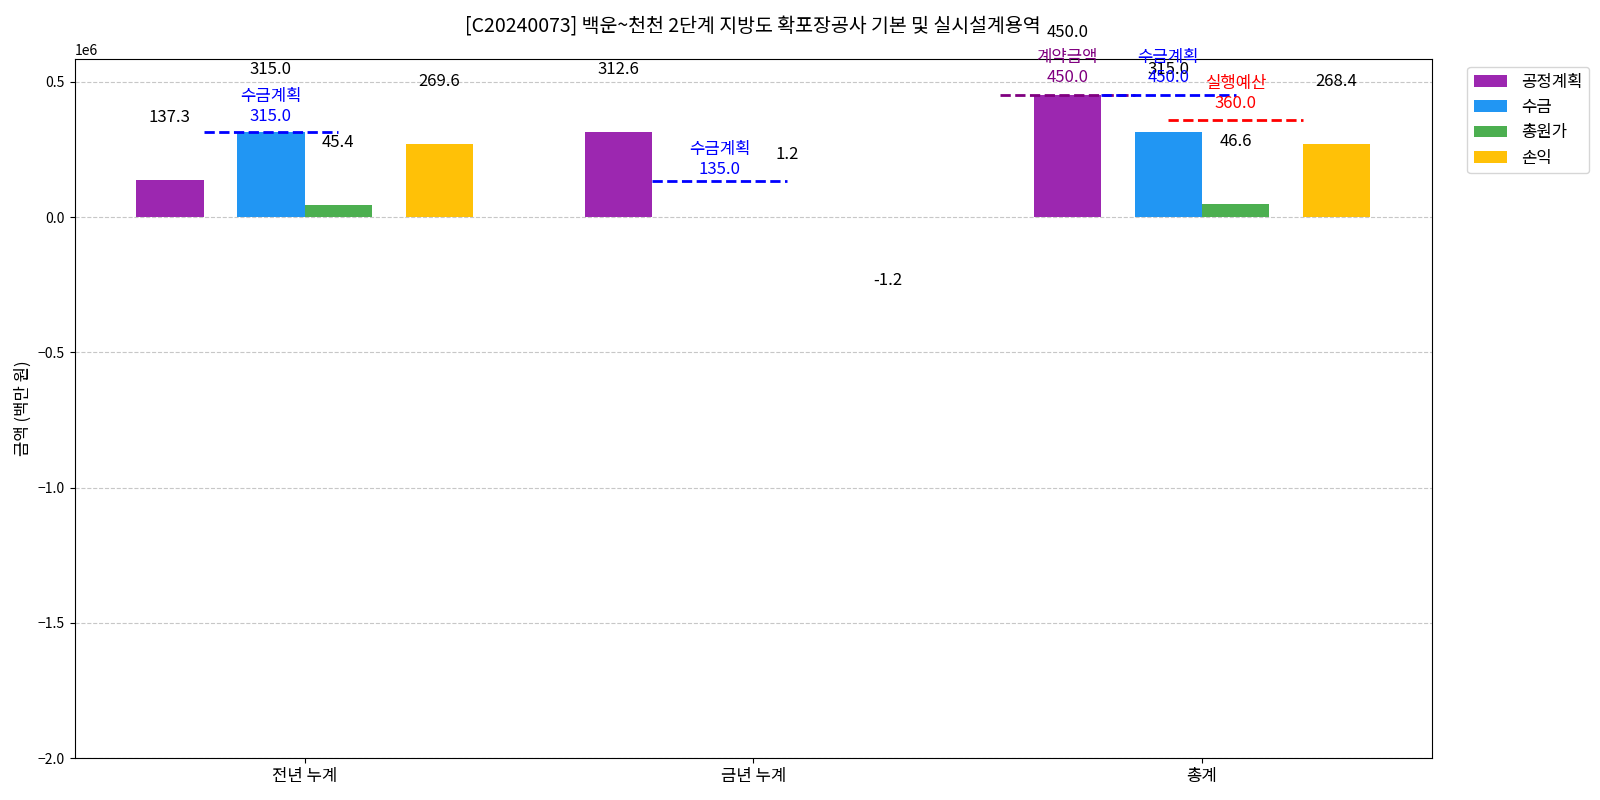 [C20240073] 백운~천천 2단계 지방도 확포장공사 기본 및 실시설계용역
1e6
금액 (백만 원)
0.5
0.0
−0.5
−1.0
−1.5
−2.0
137.3
315.0
수금계획
315.0
45.4
269.6
312.6
수금계획
135.0
1.2
-1.2
450.0
계약금액
450.0
수금계획
315.0
450.0
실행예산
360.0
46.6
268.4
전년 누계
금년 누계
총계
공정계획
수금
총원가
손익